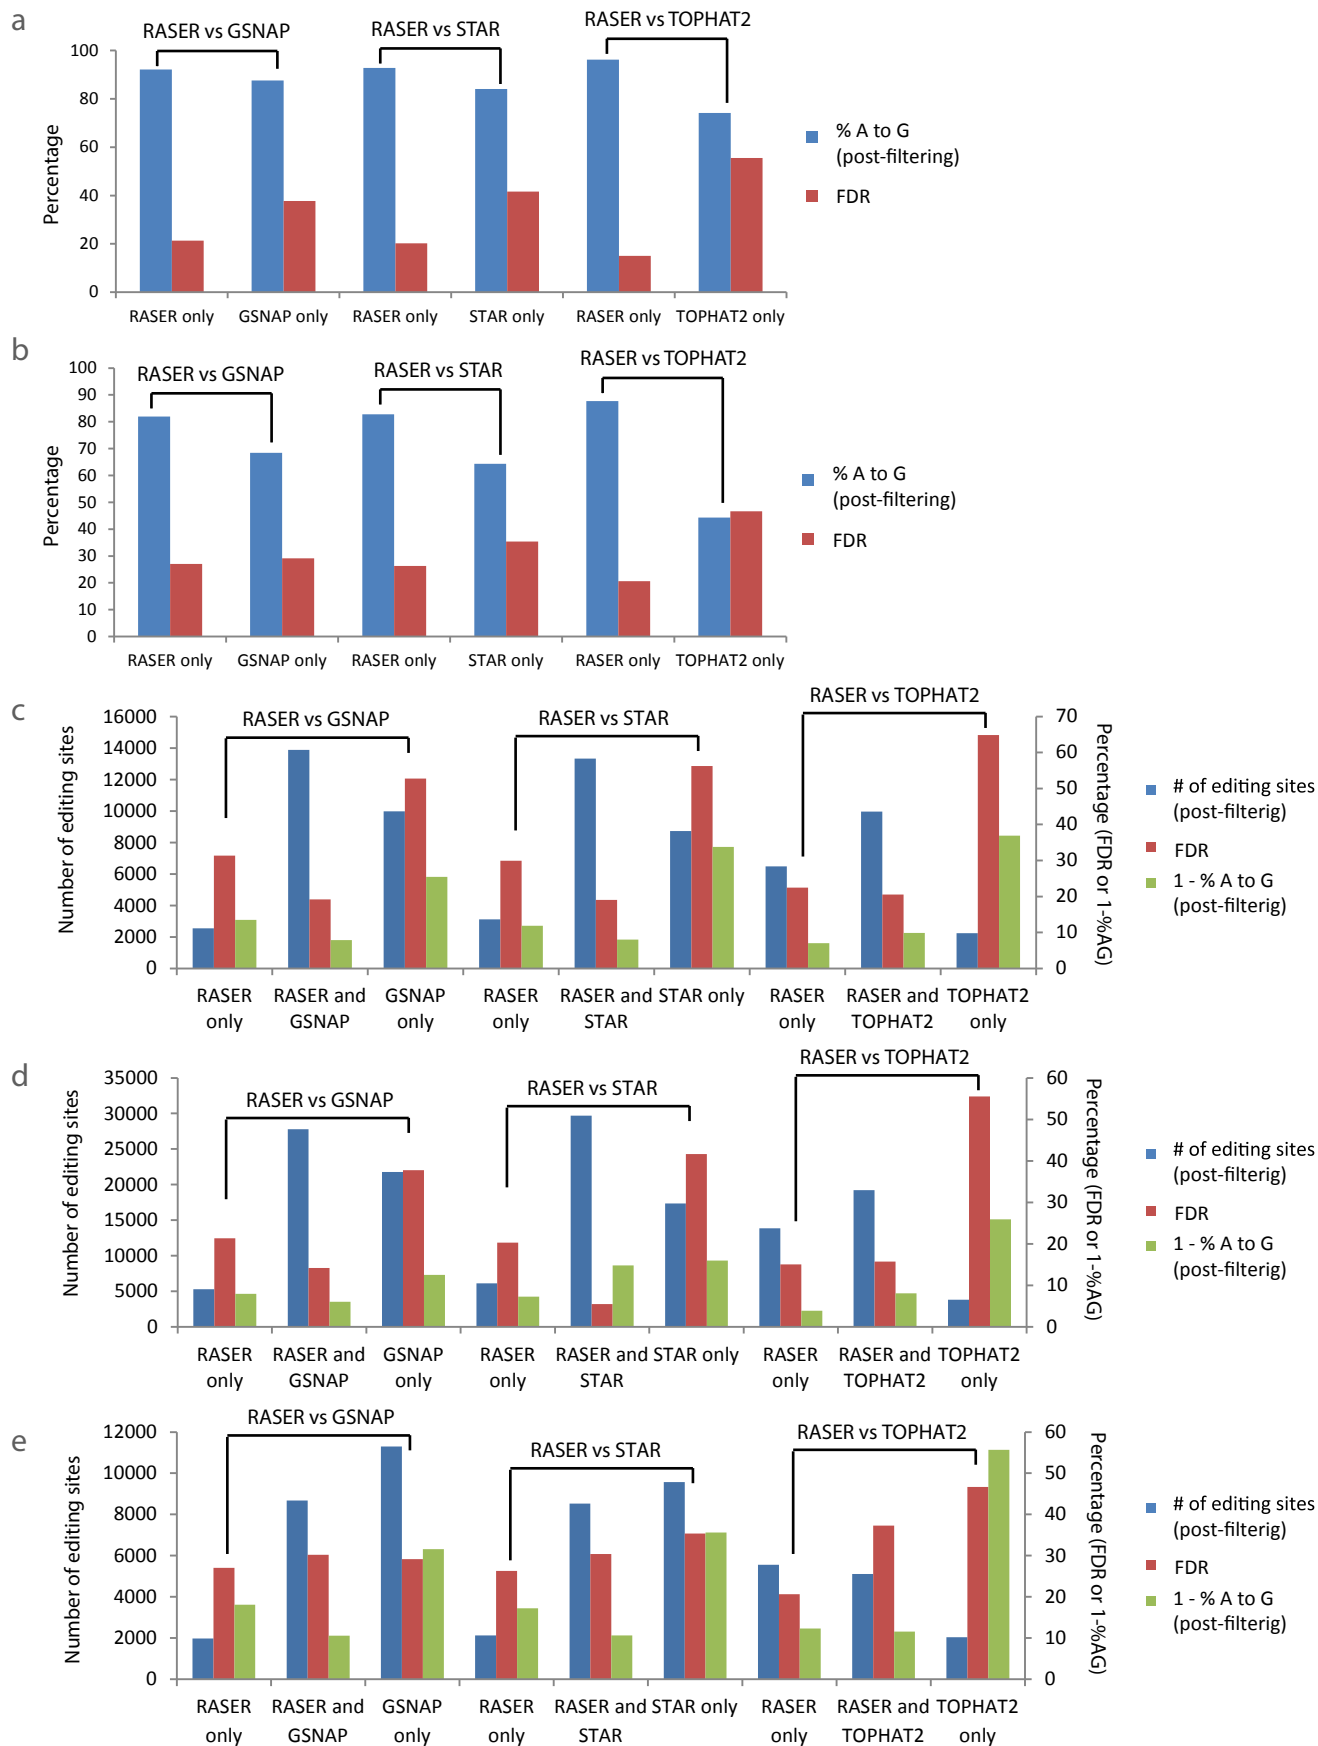 a
RASER vs GSNAP
RASER vs STAR
RASER vs TOPHAT2
100
80
60
40
20
0
Percentage
RASER only
GSNAP only
RASER only
STAR only
RASER only
TOPHAT2 only
% A to G
(post-filtering)
FDR
b
RASER vs GSNAP
RASER vs STAR
RASER vs TOPHAT2
100
90
80
70
60
50
40
30
20
10
0
Percentage
RASER only
GSNAP only
RASER only
STAR only
RASER only
TOPHAT2 only
% A to G
(post-filtering)
FDR
c
RASER vs GSNAP
RASER vs STAR
RASER vs TOPHAT2
16000
14000
12000
10000
8000
6000
4000
2000
0
Number of editing sites
70
60
50
40
30
20
10
0
Percentage (FDR or 1-%AG)
RASER
only
RASER and
GSNAP
GSNAP
only
RASER
only
RASER and
STAR
STAR only
RASER
only
RASER and
TOPHAT2
TOPHAT2
only
# of editing sites
(post-filterig)
FDR
1 - % A to G
(post-filterig)
d
RASER vs GSNAP
RASER vs STAR
RASER vs TOPHAT2
35000
30000
25000
20000
15000
10000
5000
0
Number of editing sites
60
50
40
30
20
10
0
Percentage (FDR or 1-%AG)
RASER
only
RASER and
GSNAP
GSNAP
only
RASER
only
RASER and
STAR
STAR only
RASER
only
RASER and
TOPHAT2
TOPHAT2
only
# of editing sites
(post-filterig)
FDR
1 - % A to G
(post-filterig)
e
RASER vs GSNAP
RASER vs STAR
RASER vs TOPHAT2
12000
10000
8000
6000
4000
2000
0
Number of editing sites
60
50
40
30
20
10
0
Percentage (FDR or 1-%AG)
RASER
only
RASER and
GSNAP
GSNAP
only
RASER
only
RASER and
STAR
STAR only
RASER
only
RASER and
TOPHAT2
TOPHAT2
only
# of editing sites
(post-filterig)
FDR
1 - % A to G
(post-filterig)